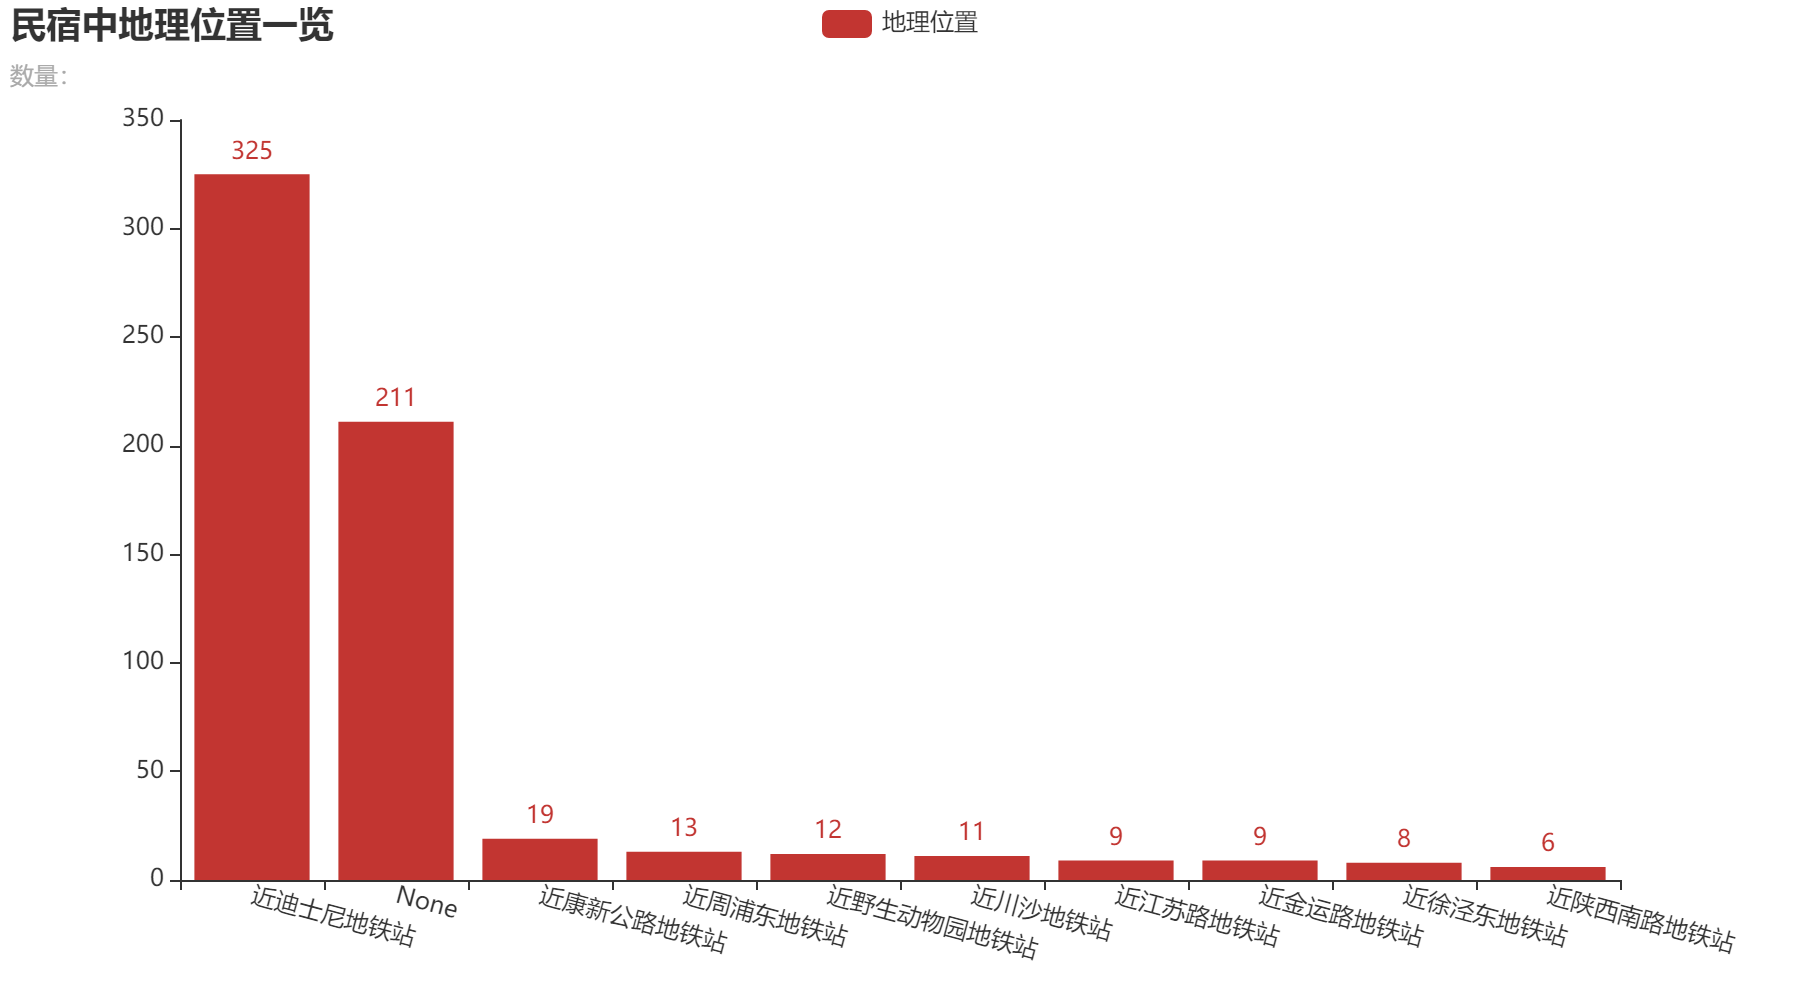 民宿中地理位置一览
地理位置
数量：
350
300
250
200
150
100
50
0
325
211
19
13
12
11
9
9
8
6
近迪士尼地铁站
None
近康新公路地铁站
近周浦东地铁站
近野生动物园地铁站
近川沙地铁站
近江苏路地铁站
近金运路地铁站
近徐泾东地铁站
近陕西南路地铁站